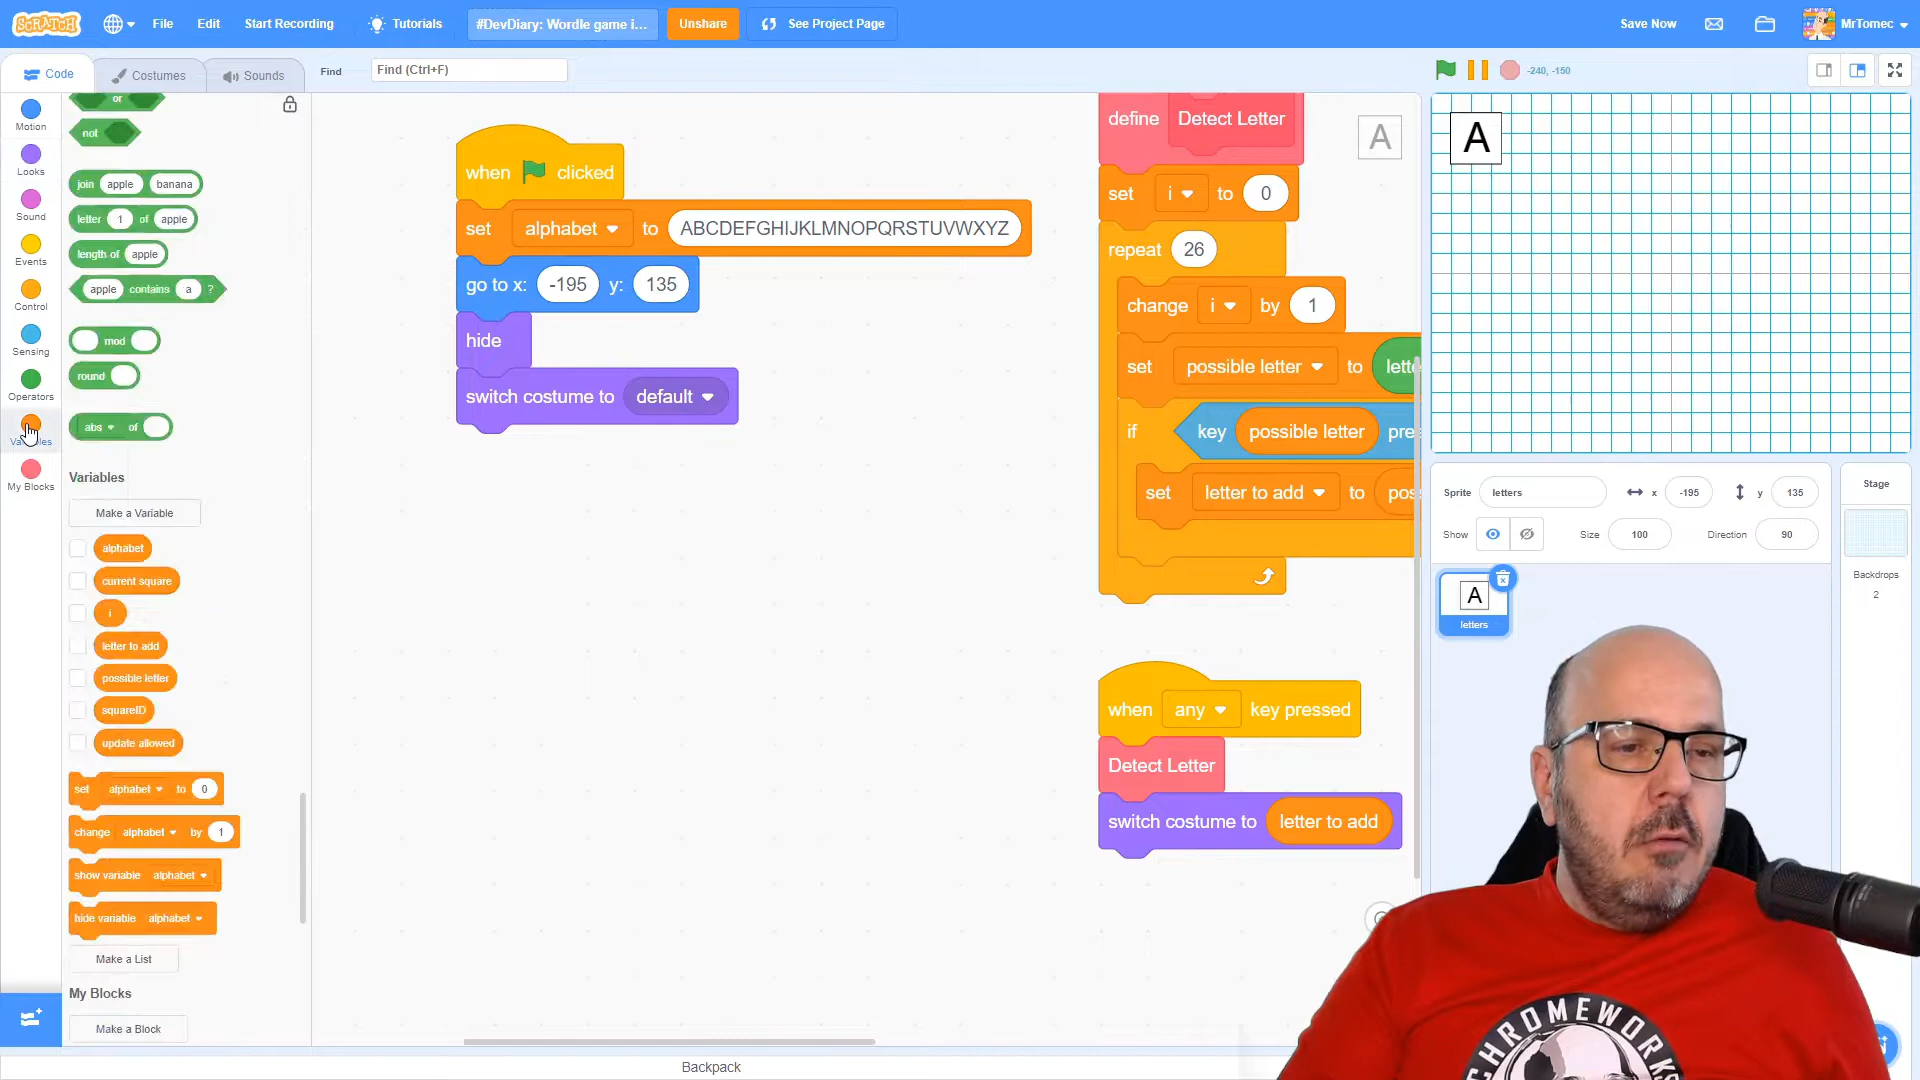 SCRATCH
File
Edit
Start Recording
Tutorials
#DevDiary: Wordle game i...
Unshare
See Project Page
Save Now
MrTomec
Code
Costumes
Sounds
Find
Find (Ctrl+F)
-240, -150
Motion
Looks
Sound
Events
Control
Sensing
Operators
Variables
My Blocks
or
not
join apple banana
letter 1 of apple
length of apple
apple contains a ?
mod
round
abs of
Variables
Make a Variable
alphabet
current square
i
letter to add
possible letter
squareID
update allowed
set alphabet to 0
change alphabet by 1
show variable alphabet
hide variable alphabet
Make a List
My Blocks
Make a Block
when clicked
set alphabet to ABCDEFGHIJKLMNOPQRSTUVWXYZ
go to x: -195 y: 135
hide
switch costume to default
define Detect Letter
set i to 0
repeat 26
change i by 1
set possible letter to
if key possible letter
set letter to add to
when any key pressed
Detect Letter
switch costume to letter to add
A
A
Sprite letters x -195 y 135
Show Size 100 Direction 90
A
letters
Stage
Backdrops
2
Backpack
CHROMEWORKS